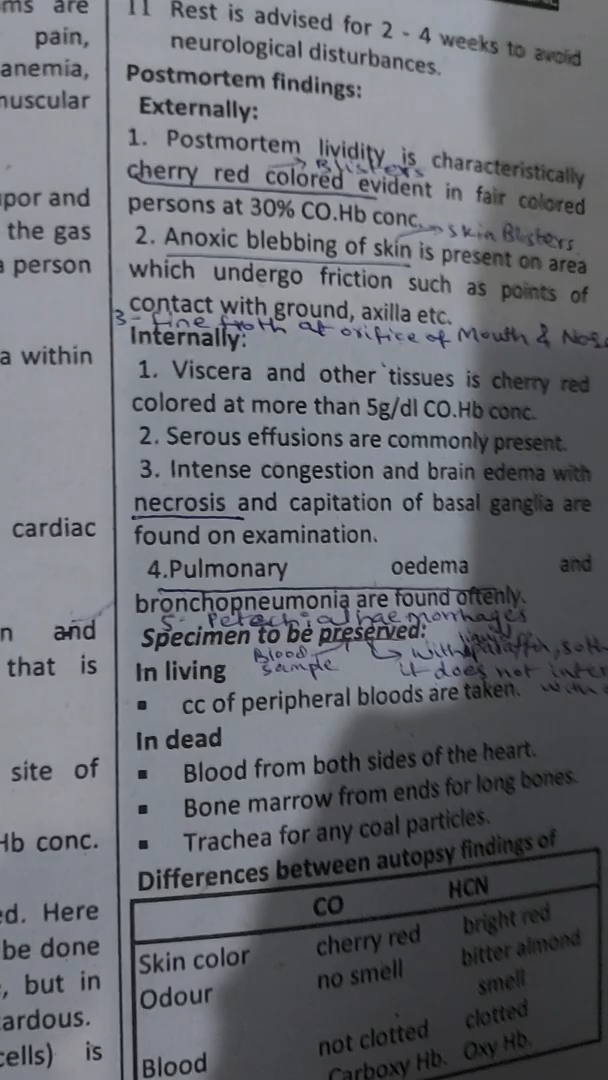 ms are
pain,
anemia,
nuscular
por and
the gas
a person
a within
cardiac
n and
that is
site of
Hb conc.
ed. Here
be done
, but in
ardous.
cells) is
11 Rest is advised for 2 - 4 weeks to avoid
neurological disturbances.
Postmortem findings:
Externally:
1. Postmortem lividity is characteristically
→ Blisters
cherry red colored evident in fair colored
persons at 30% CO.Hb conc.
→ skin Blisters
2. Anoxic blebbing of skin is present on area
which undergo friction such as points of
contact with ground, axilla etc.
3- fine froth at orifice of Mouth & Nose
Internally:
1. Viscera and other tissues is cherry red
colored at more than 5g/dl CO.Hb conc.
2. Serous effusions are commonly present.
3. Intense congestion and brain edema with
necrosis and capitation of basal ganglia are
found on examination.
4.Pulmonary oedema and
bronchopneumonia are found oftenly.
5. Petechial haemorrhages
Specimen to be preserved:
Blood sample
→ with liquid paraffin, so th
it does not inter
with
In living
▪ cc of peripheral bloods are taken.
In dead
▪ Blood from both sides of the heart.
▪ Bone marrow from ends for long bones.
▪ Trachea for any coal particles.
Differences between autopsy findings of
CO HCN
Skin color cherry red bright red
Odour no smell bitter almond
smell
Blood not clotted clotted
Carboxy Hb. Oxy Hb.